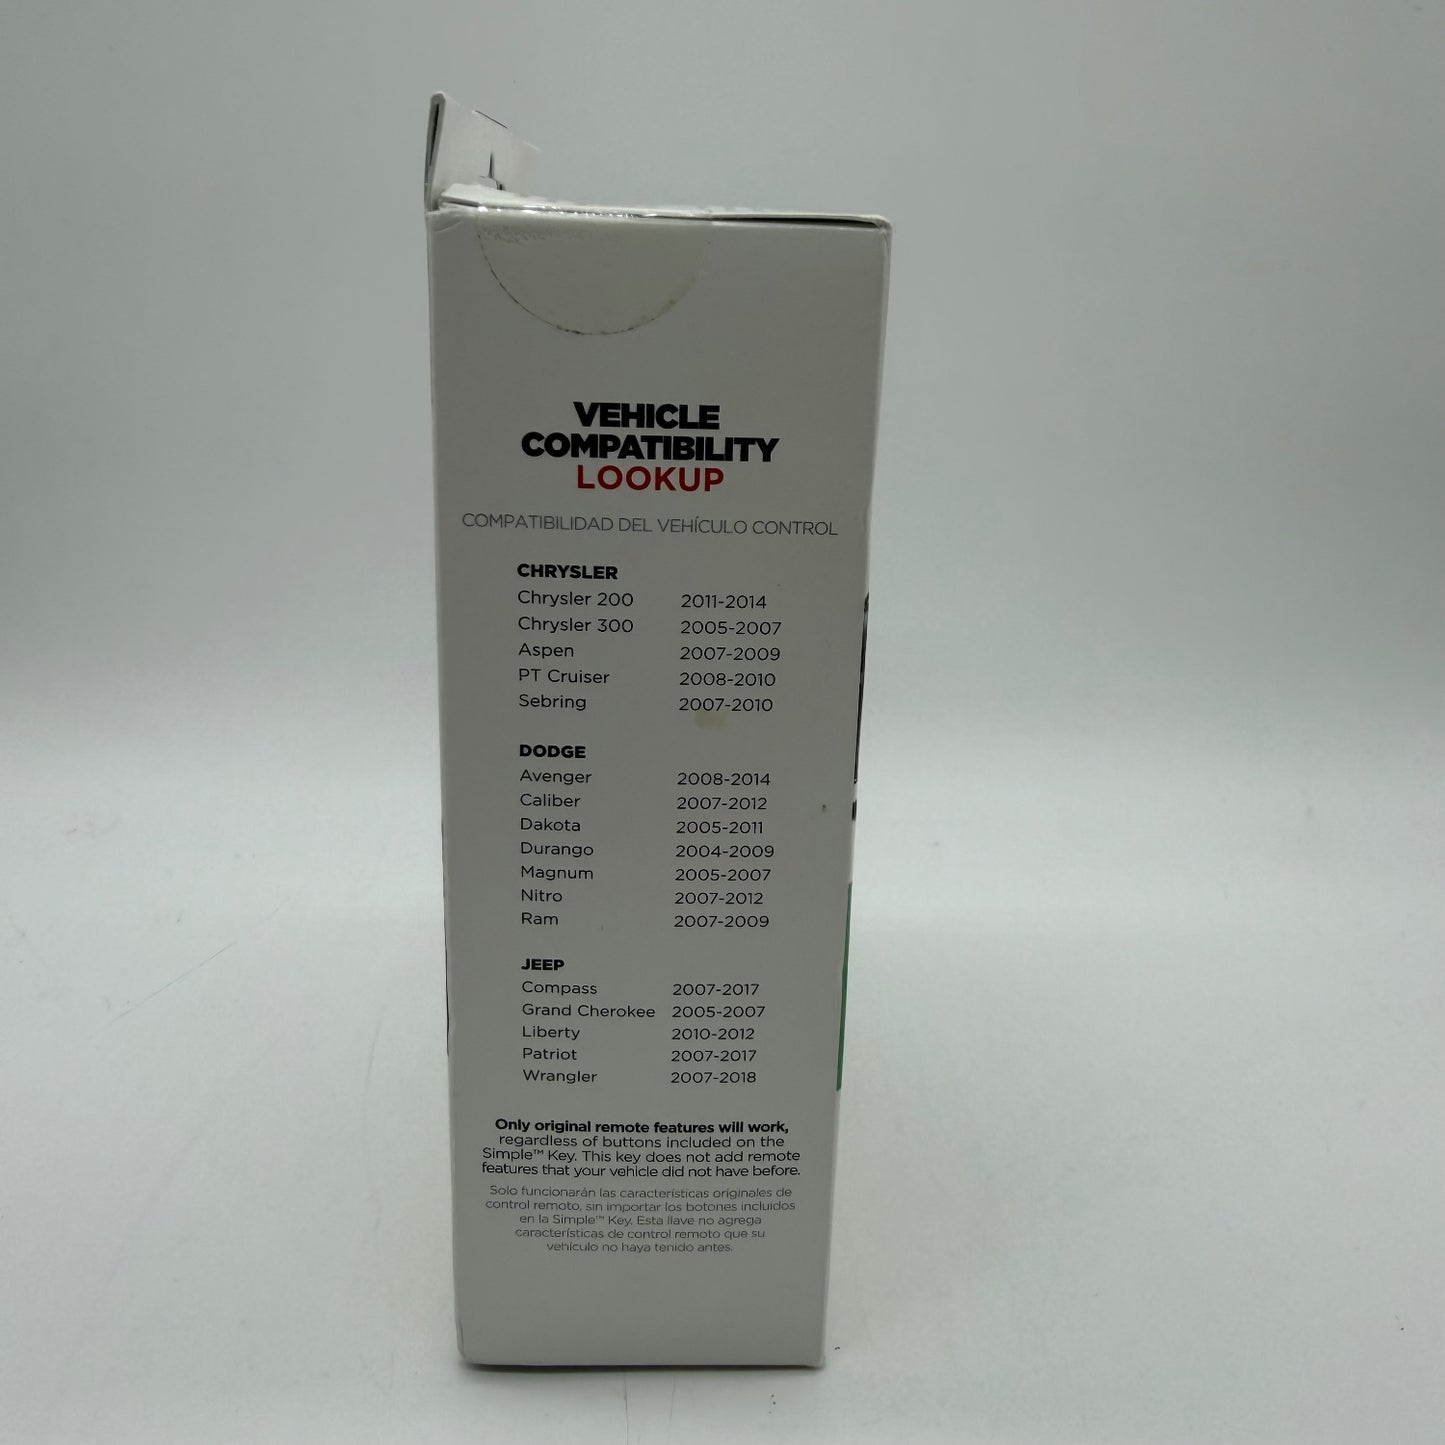 VEHICLE
COMPATIBILITY
LOOKUP
COMPATIBILIDAD DEL VEHÍCULO CONTROL
CHRYSLER
Chrysler 200 2011-2014
Chrysler 300 2005-2007
Aspen 2007-2009
PT Cruiser 2008-2010
Sebring 2007-2010
DODGE
Avenger 2008-2014
Caliber 2007-2012
Dakota 2005-2011
Durango 2004-2009
Magnum 2005-2007
Nitro 2007-2012
Ram 2007-2009
JEEP
Compass 2007-2017
Grand Cherokee 2005-2007
Liberty 2010-2012
Patriot 2007-2017
Wrangler 2007-2018
Only original remote features will work,
regardless of buttons included on the
Simple™ Key. This key does not add remote
features that your vehicle did not have before.
Solo funcionarán las características originales de
control remoto, sin importar los botones incluidos
en la Simple™ Key. Esta llave no agrega
características de control remoto que su
vehículo no haya tenido antes.